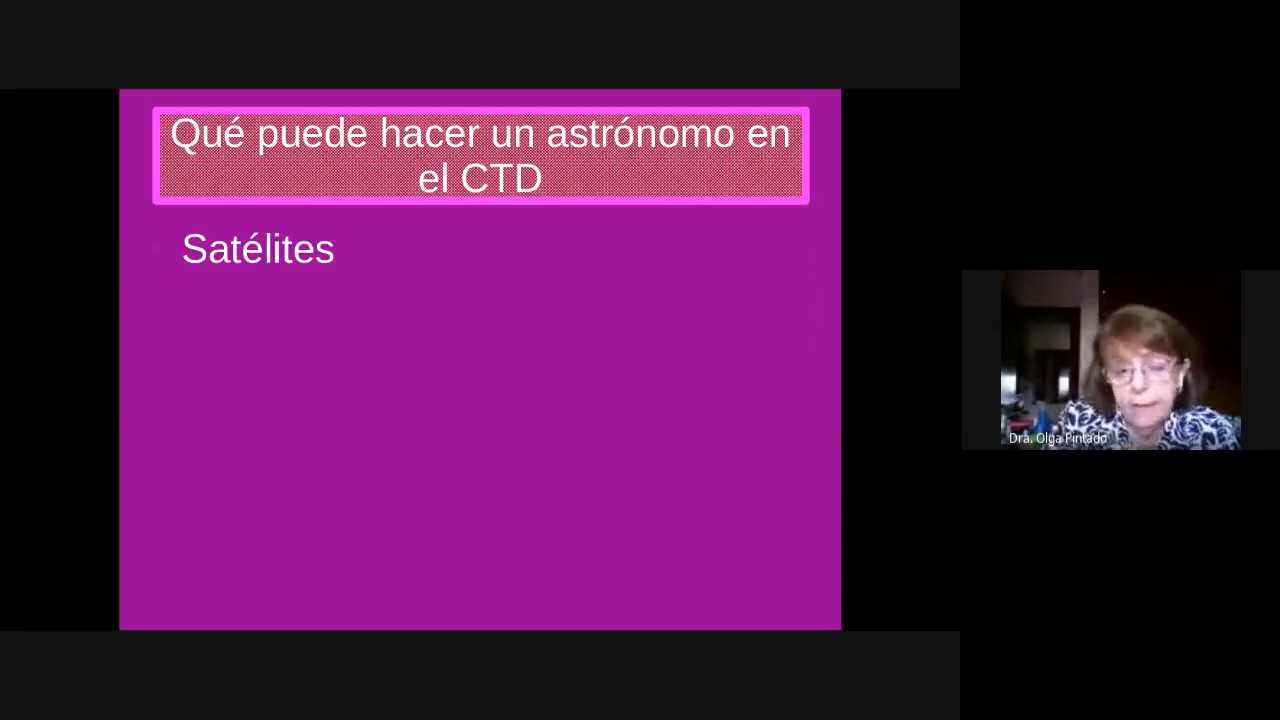 Qué puede hacer un astrónomo en
el CTD
Satélites
Dra. Olga Pintado